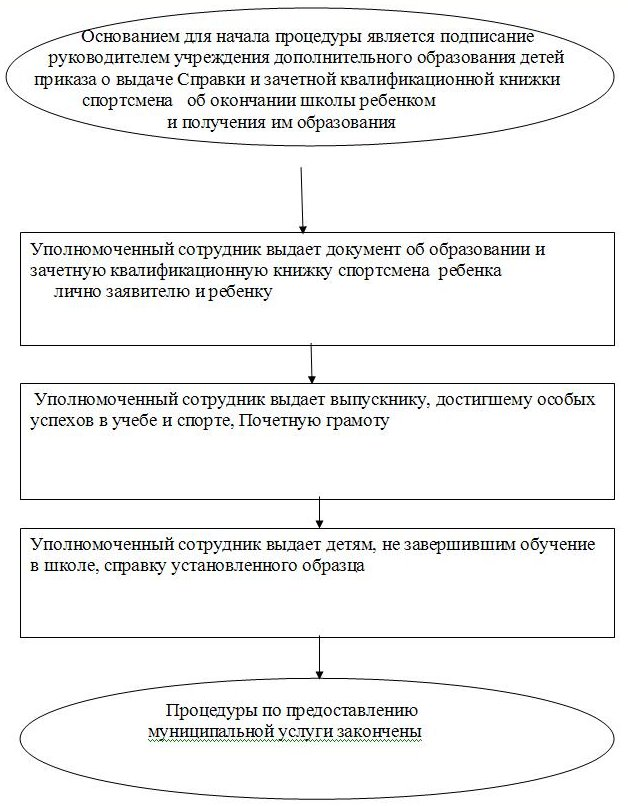 Основанием для начала процедуры является подписание
руководителем учреждения дополнительного образования детей
приказа о выдаче Справки и зачетной квалификационной книжки
спортсмена об окончании школы ребенком
и получения им образования
Уполномоченный сотрудник выдает документ об образовании и
зачетную квалификационную книжку спортсмена ребенка
лично заявителю и ребенку
Уполномоченный сотрудник выдает выпускнику, достигшему особых
успехов в учебе и спорте, Почетную грамоту
Уполномоченный сотрудник выдает детям, не завершившим обучение
в школе, справку установленного образца
Процедуры по предоставлению
муниципальной услуги закончены